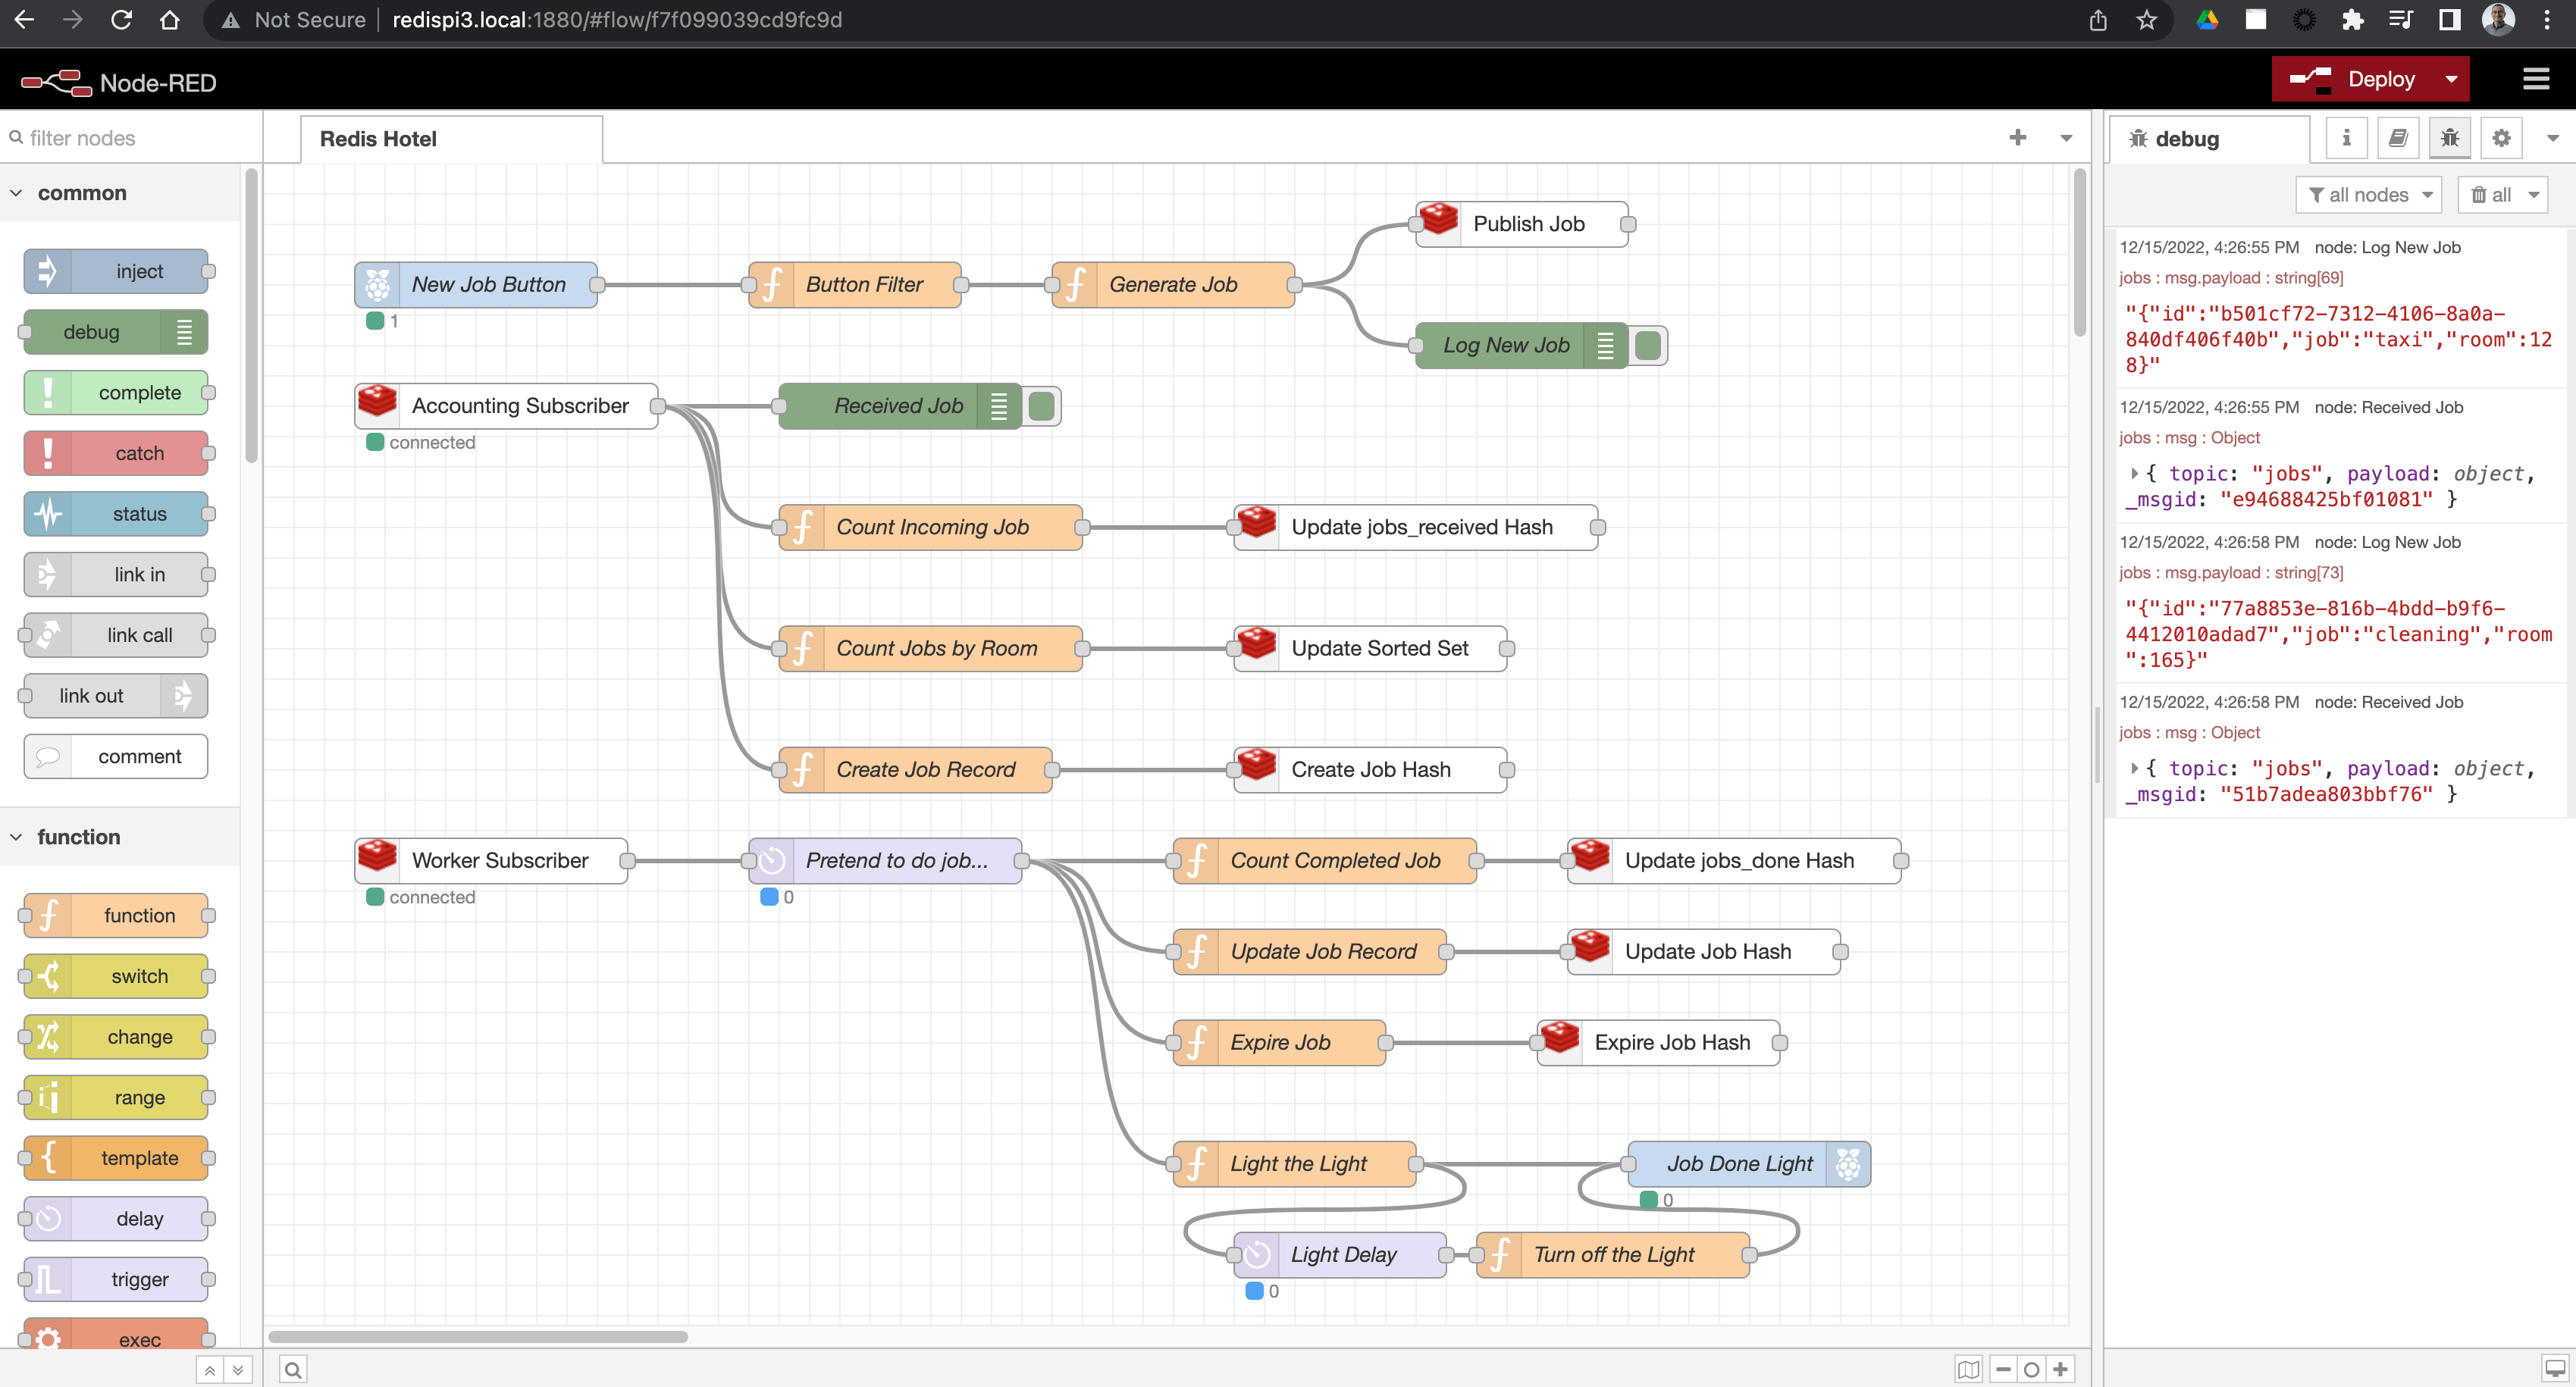 Not Secure | redispi3.local:1880/#flow/f7f099039cd9fc9d
Node-RED
Deploy
filter nodes
common
inject
debug
complete
catch
status
link in
link call
link out
comment
function
function
switch
change
range
template
delay
trigger
exec
Redis Hotel
Publish Job
New Job Button
1
Button Filter
Generate Job
Log New Job
Accounting Subscriber
connected
Received Job
Count Incoming Job
Update jobs_received Hash
Count Jobs by Room
Update Sorted Set
Create Job Record
Create Job Hash
Worker Subscriber
connected
Pretend to do job...
0
Count Completed Job
Update jobs_done Hash
Update Job Record
Update Job Hash
Expire Job
Expire Job Hash
Light the Light
Job Done Light
0
Light Delay
0
Turn off the Light
debug
all nodes
all
12/15/2022, 4:26:55 PM node: Log New Job
jobs : msg.payload : string[69]
"{"id":"b501cf72-7312-4106-8a0a-
840df406f40b","job":"taxi","room":12
8}"
12/15/2022, 4:26:55 PM node: Received Job
jobs : msg : Object
{ topic: "jobs", payload: object,
_msgid: "e94688425bf01081" }
12/15/2022, 4:26:58 PM node: Log New Job
jobs : msg.payload : string[73]
"{"id":"77a8853e-816b-4bdd-b9f6-
4412010adad7","job":"cleaning","room
":165}"
12/15/2022, 4:26:58 PM node: Received Job
jobs : msg : Object
{ topic: "jobs", payload: object,
_msgid: "51b7adea803bbf76" }